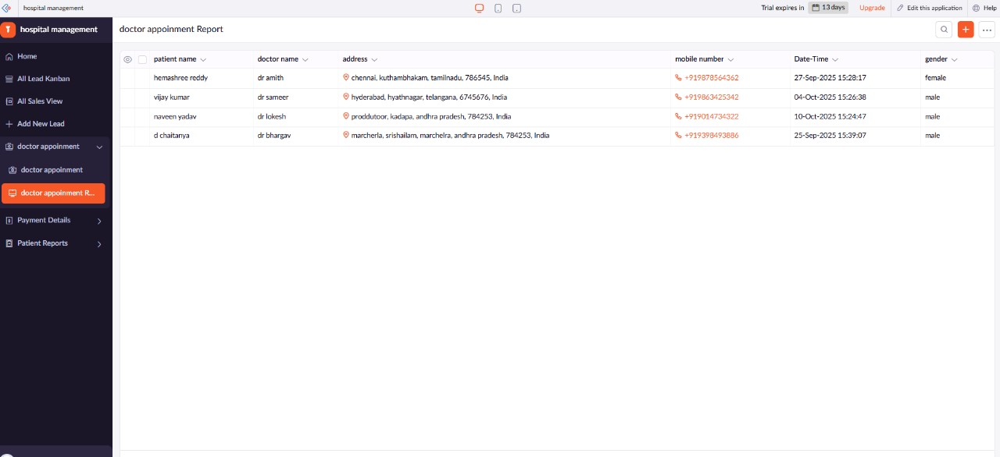 hospital management
Trial expires in 13 days Upgrade Edit this application Help
hospital management
doctor appoinment Report
Home
All Lead Kanban
All Sales View
Add New Lead
doctor appoinment
doctor appoinment
doctor appoinment R...
Payment Details
Patient Reports
patient name doctor name address mobile number Date-Time gender
hemashree reddy dr amith chennai, kuthambhakam, tamilnadu, 786545, India +919878564362 27-Sep-2025 15:28:17 female
vijay kumar dr sameer hyderabad, hyathnagar, telangana, 6745676, India +919863425342 04-Oct-2025 15:26:38 male
naveen yadav dr lokesh proddutoor, kadapa, andhra pradesh, 784253, India +919014734322 10-Oct-2025 15:24:47 male
d chaitanya dr bhargav marcherla, srishailam, marchelra, andhra pradesh, 784253, India +919398493886 25-Sep-2025 15:39:07 male